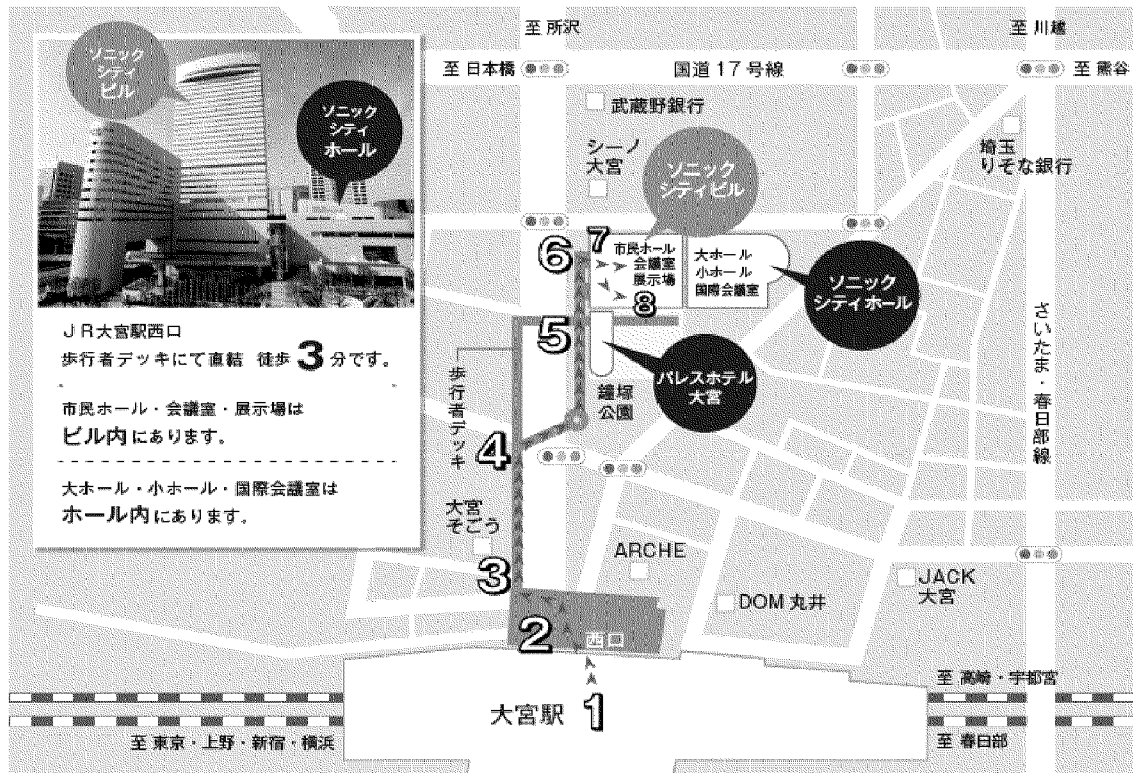 ソニック
シティ
ビル
ソニック
シティ
ホール
JR大宮駅西口
歩行者デッキにて直結 徒歩3分です。
市民ホール・会議室・展示場は
ビル内にあります。
大ホール・小ホール・国際会議室は
ホール内にあります。
至 所沢
至 川越
至 日本橋
国道17号線
至 熊谷
武蔵野銀行
シーノ
大宮
ソニック
シティビル
埼玉
りそな銀行
6
7
市民ホール
会議室
展示場
8
大ホール
小ホール
国際会議室
ソニック
シティホール
5
パレスホテル
大宮
鐘塚
公園
歩行者デッキ
さいたま・春日部線
4
大宮
そごう
3
ARCHE
JACK
大宮
DOM 丸井
2
西口
大宮駅
1
至 高崎・宇都宮
至 東京・上野・新宿・横浜
至 春日部